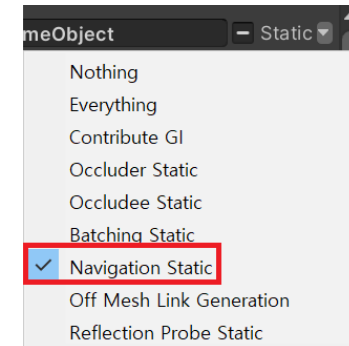 meObject Static
Nothing
Everything
Contribute GI
Occluder Static
Occludee Static
Batching Static
Navigation Static
Off Mesh Link Generation
Reflection Probe Static